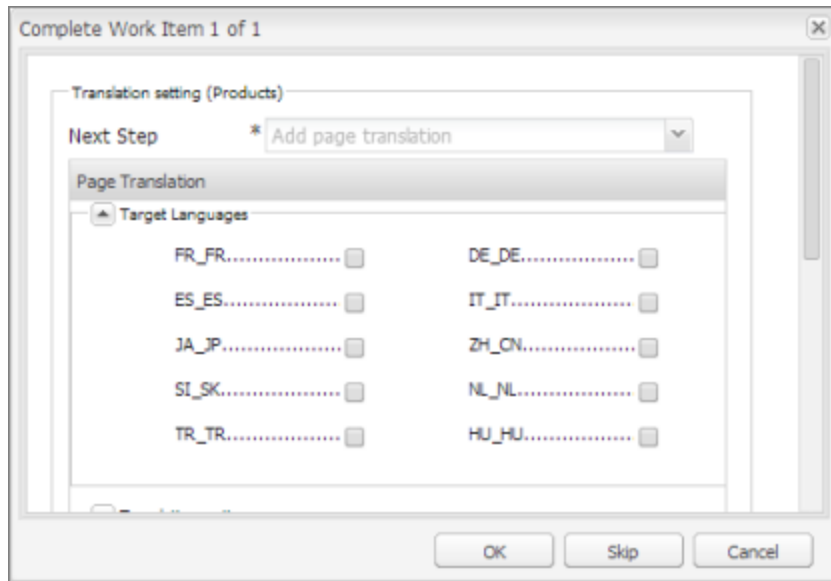 Complete Work Item 1 of 1
Translation setting (Products)
Next Step * Add page translation
Page Translation
Target Languages
FR_FR................... DE_DE..................
ES_ES................... IT_IT...................
JA_JP................... ZH_CN..................
SI_SK................... NL_NL..................
TR_TR................... HU_HU.................
OK Skip Cancel